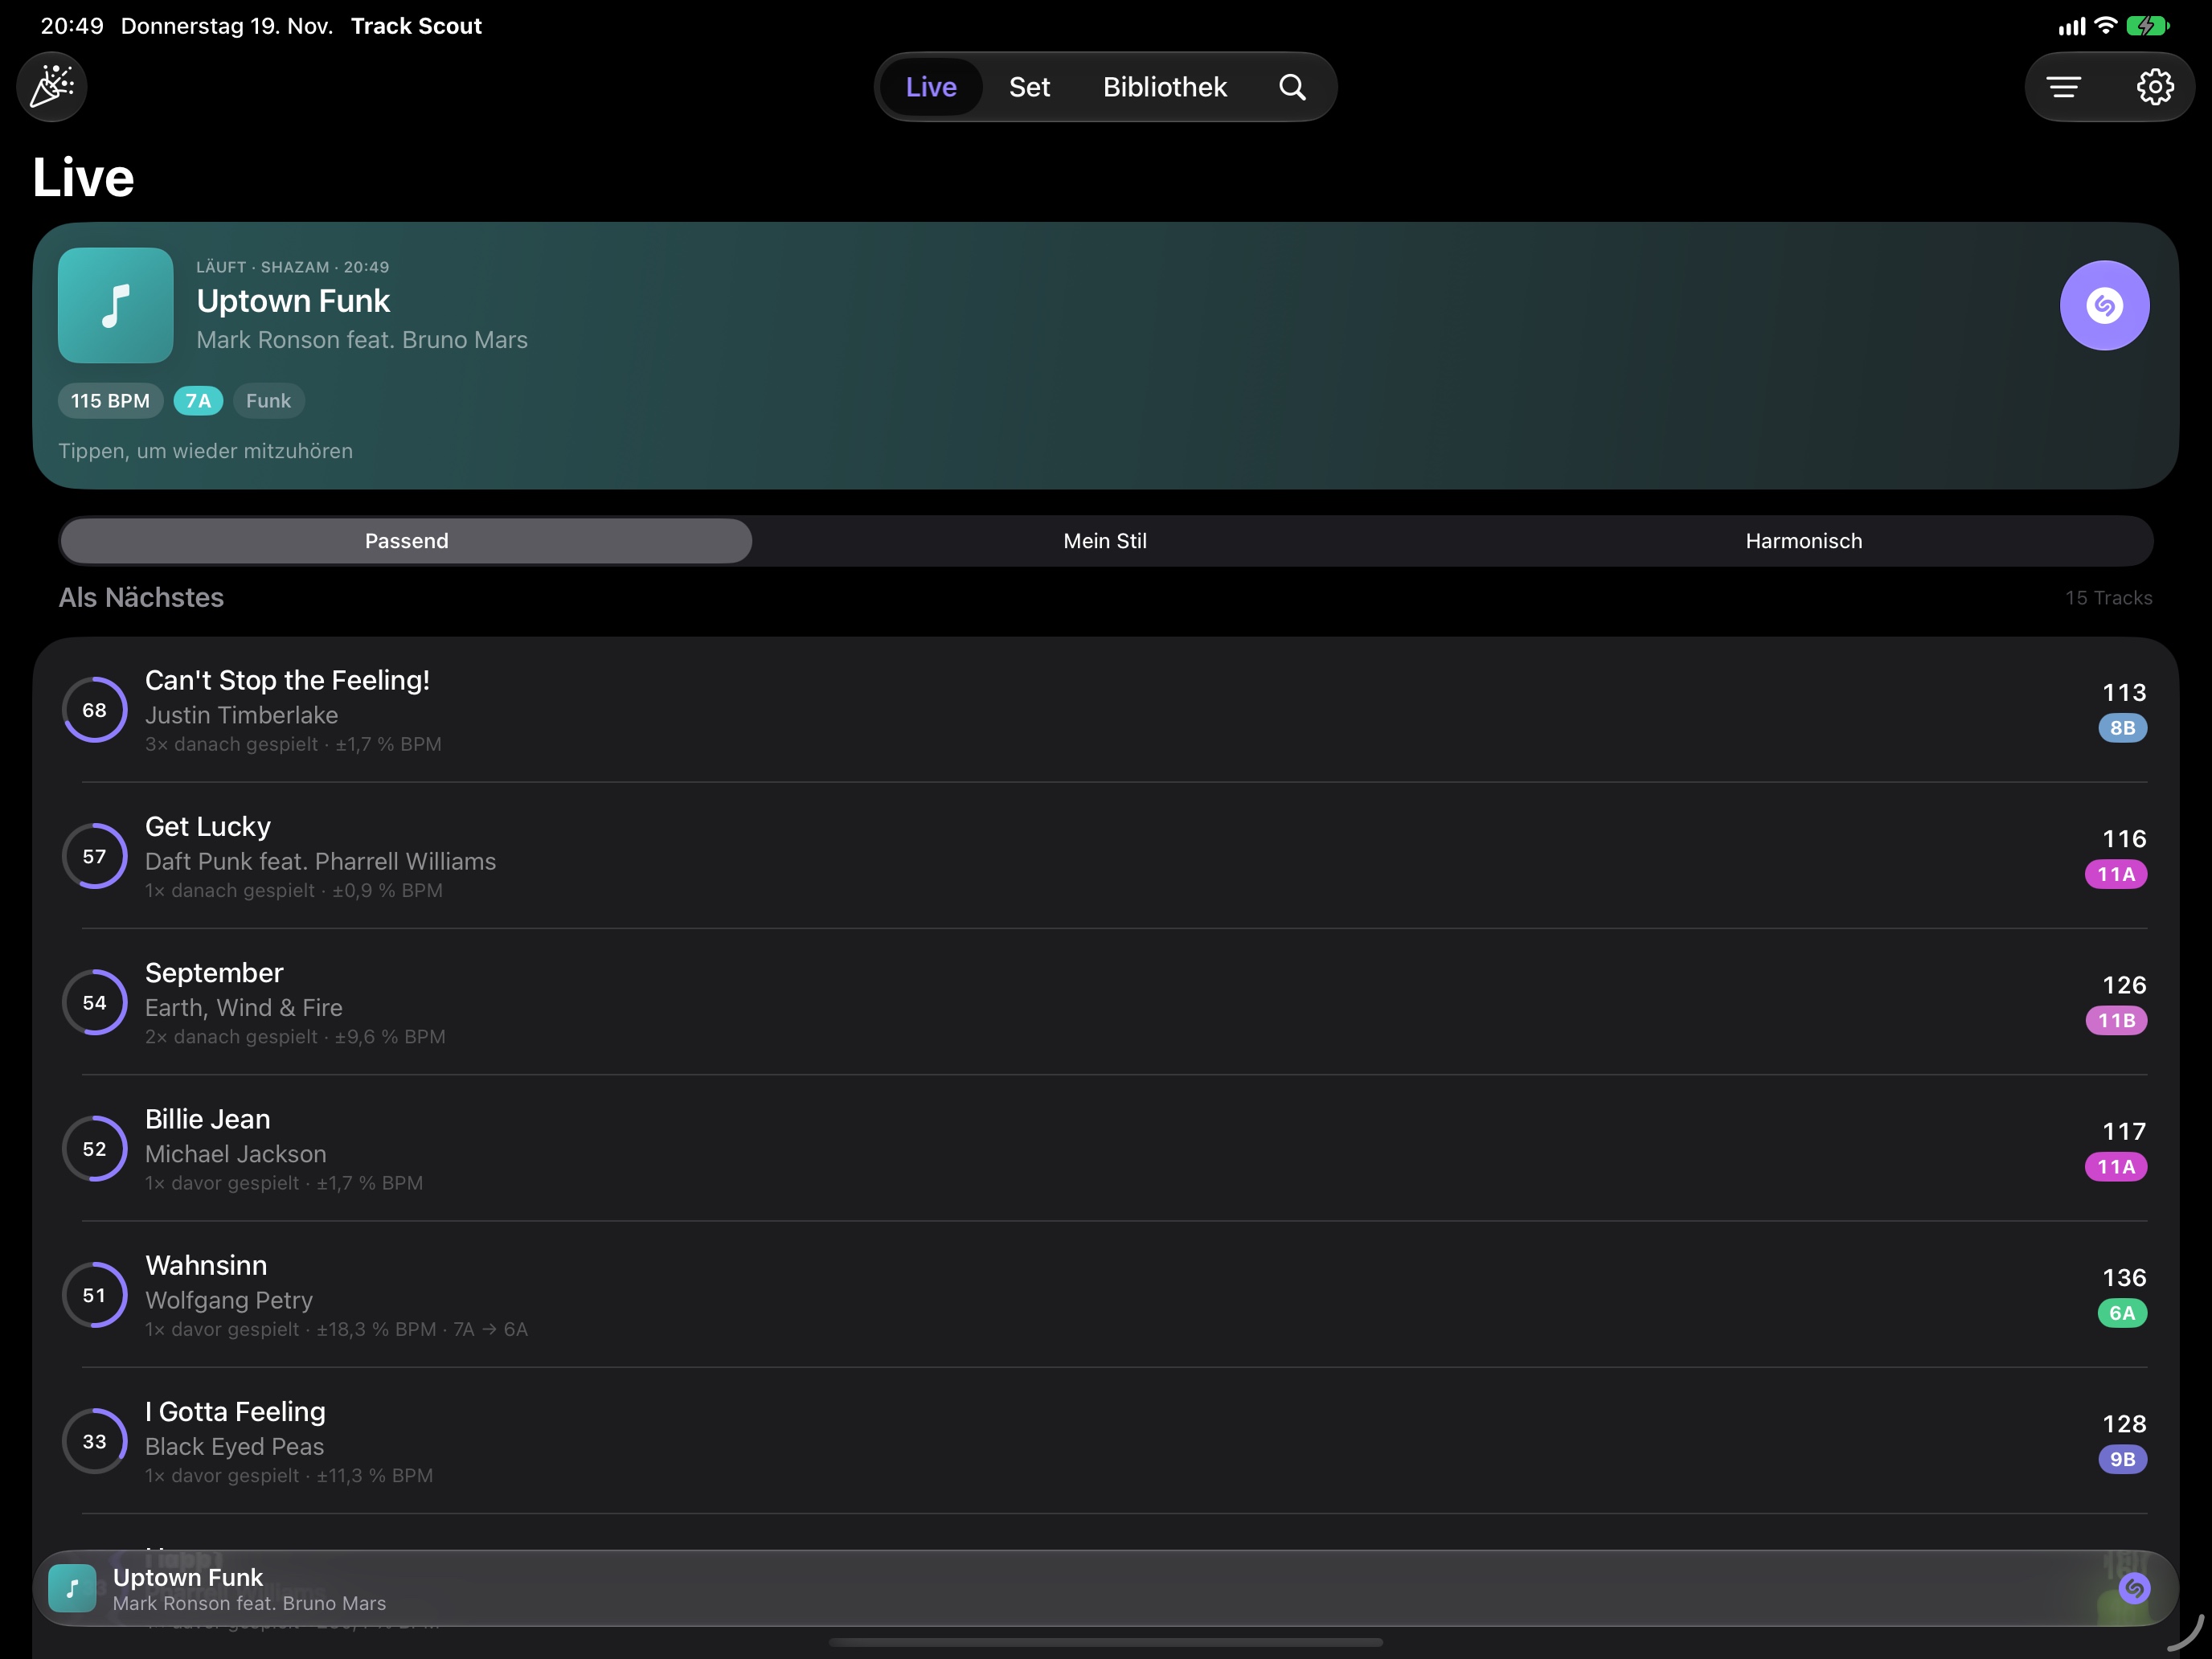 20:49 Donnerstag 19. Nov. Track Scout
Live Set Bibliothek
Live
LÄUFT · SHAZAM · 20:49
Uptown Funk
Mark Ronson feat. Bruno Mars
115 BPM 7A Funk
Tippen, um wieder mitzuhören
Passend Mein Stil Harmonisch
Als Nächstes 15 Tracks
Can't Stop the Feeling!
68 Justin Timberlake 113
3× danach gespielt · ±1,7 % BPM 8B
Get Lucky
57 Daft Punk feat. Pharrell Williams 116
1× danach gespielt · ±0,9 % BPM 11A
September
54 Earth, Wind & Fire 126
2× danach gespielt · ±9,6 % BPM 11B
Billie Jean
52 Michael Jackson 117
1× davor gespielt · ±1,7 % BPM 11A
Wahnsinn
51 Wolfgang Petry 136
1× davor gespielt · ±18,3 % BPM · 7A → 6A 6A
I Gotta Feeling
33 Black Eyed Peas 128
1× davor gespielt · ±11,3 % BPM 9B
Uptown Funk
Mark Ronson feat. Bruno Mars